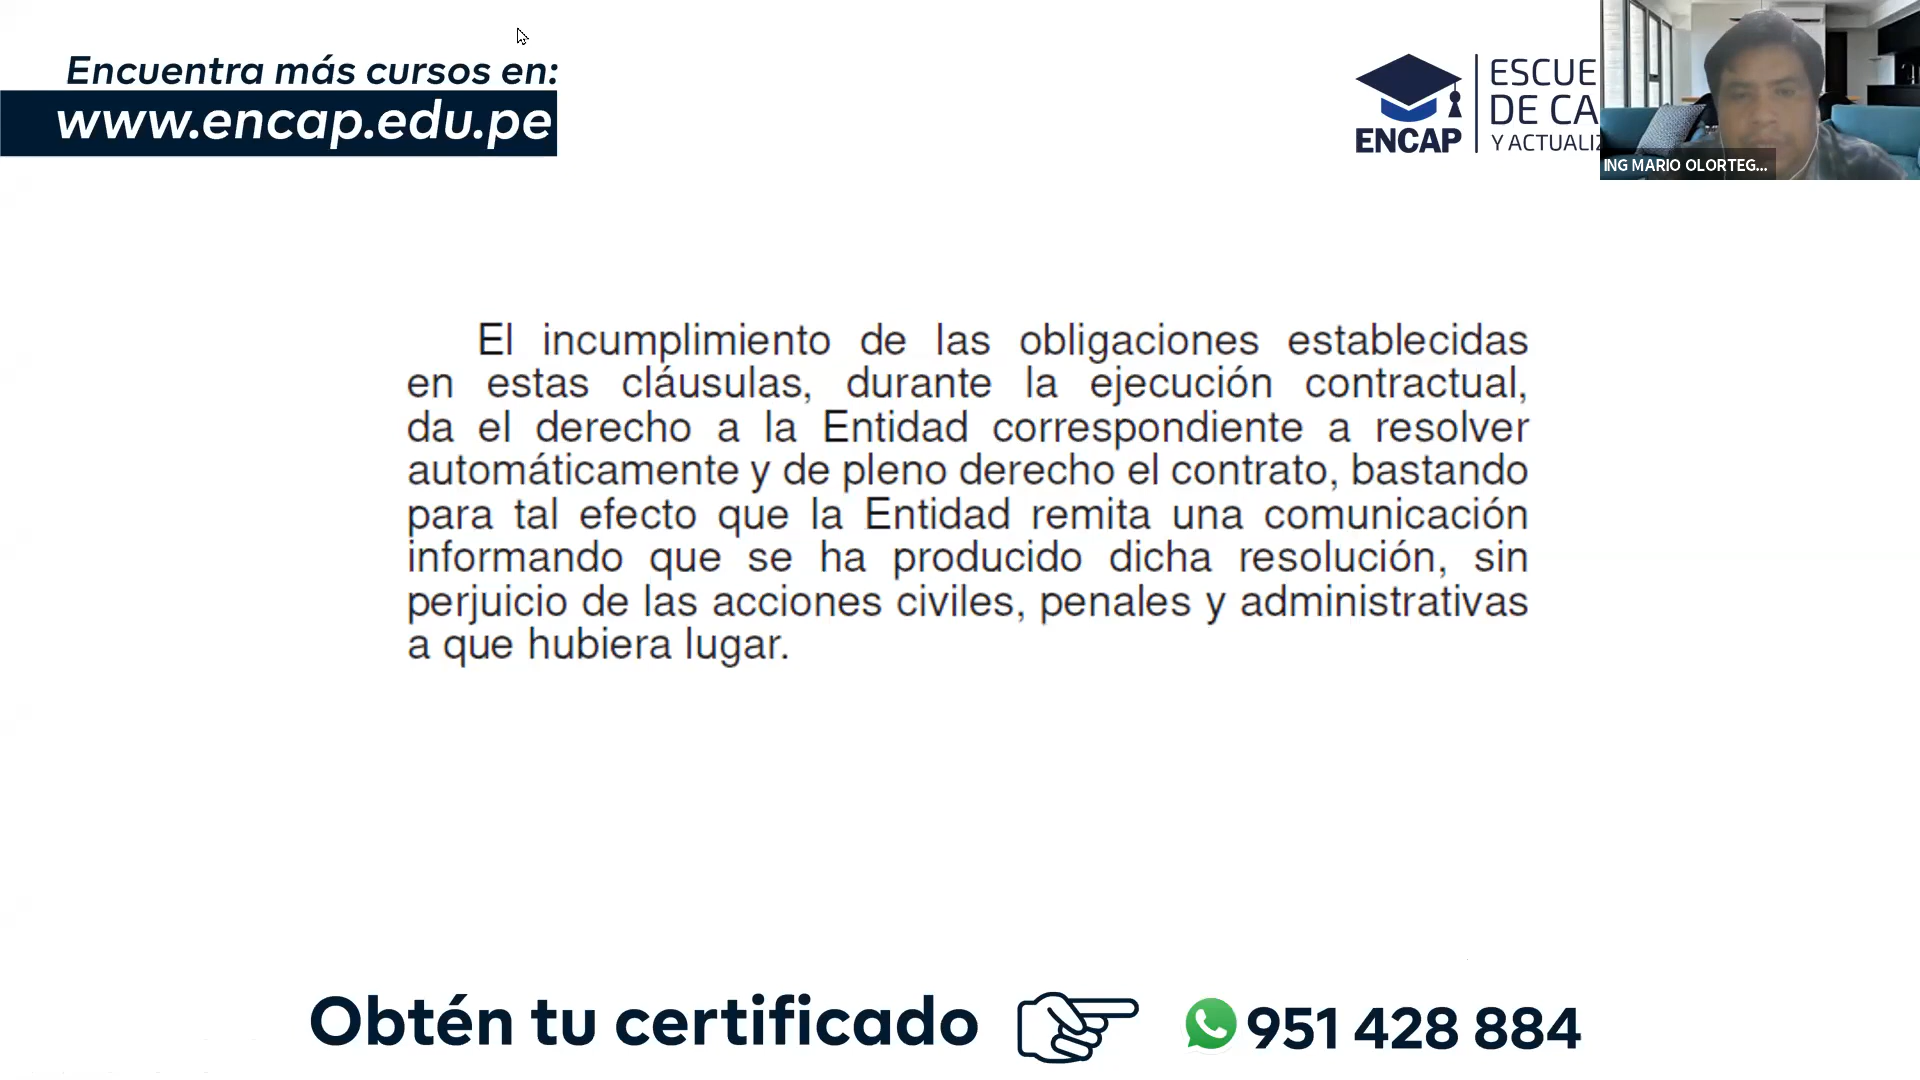 Encuentra más cursos en:
www.encap.edu.pe
ENCAP
ESCUE
DE CA
Y ACTUALIZ
ING MARIO OLORTEG...
El incumplimiento de las obligaciones establecidas
en estas cláusulas, durante la ejecución contractual,
da el derecho a la Entidad correspondiente a resolver
automáticamente y de pleno derecho el contrato, bastando
para tal efecto que la Entidad remita una comunicación
informando que se ha producido dicha resolución, sin
perjuicio de las acciones civiles, penales y administrativas
a que hubiera lugar.
Obtén tu certificado
951 428 884